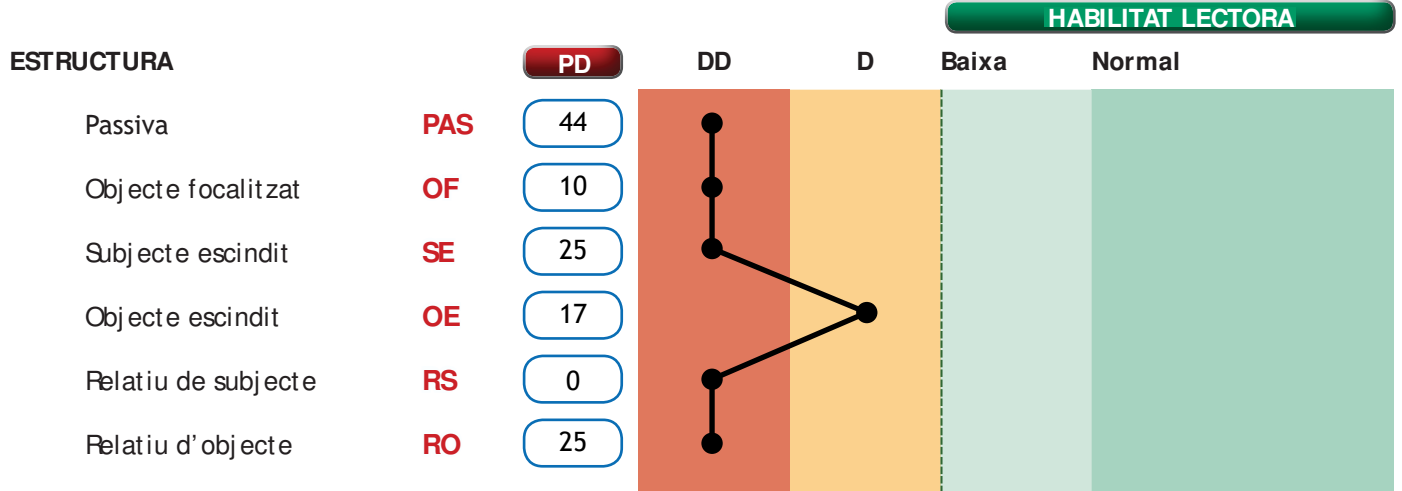 HABILITAT LECTORA
ESTRUCTURA PD DD D Baixa Normal
Passiva PAS 44
Objecte focalitzat OF 10
Subjecte escindit SE 25
Objecte escindit OE 17
Relatiu de subjecte RS 0
Relatiu d'objecte RO 25